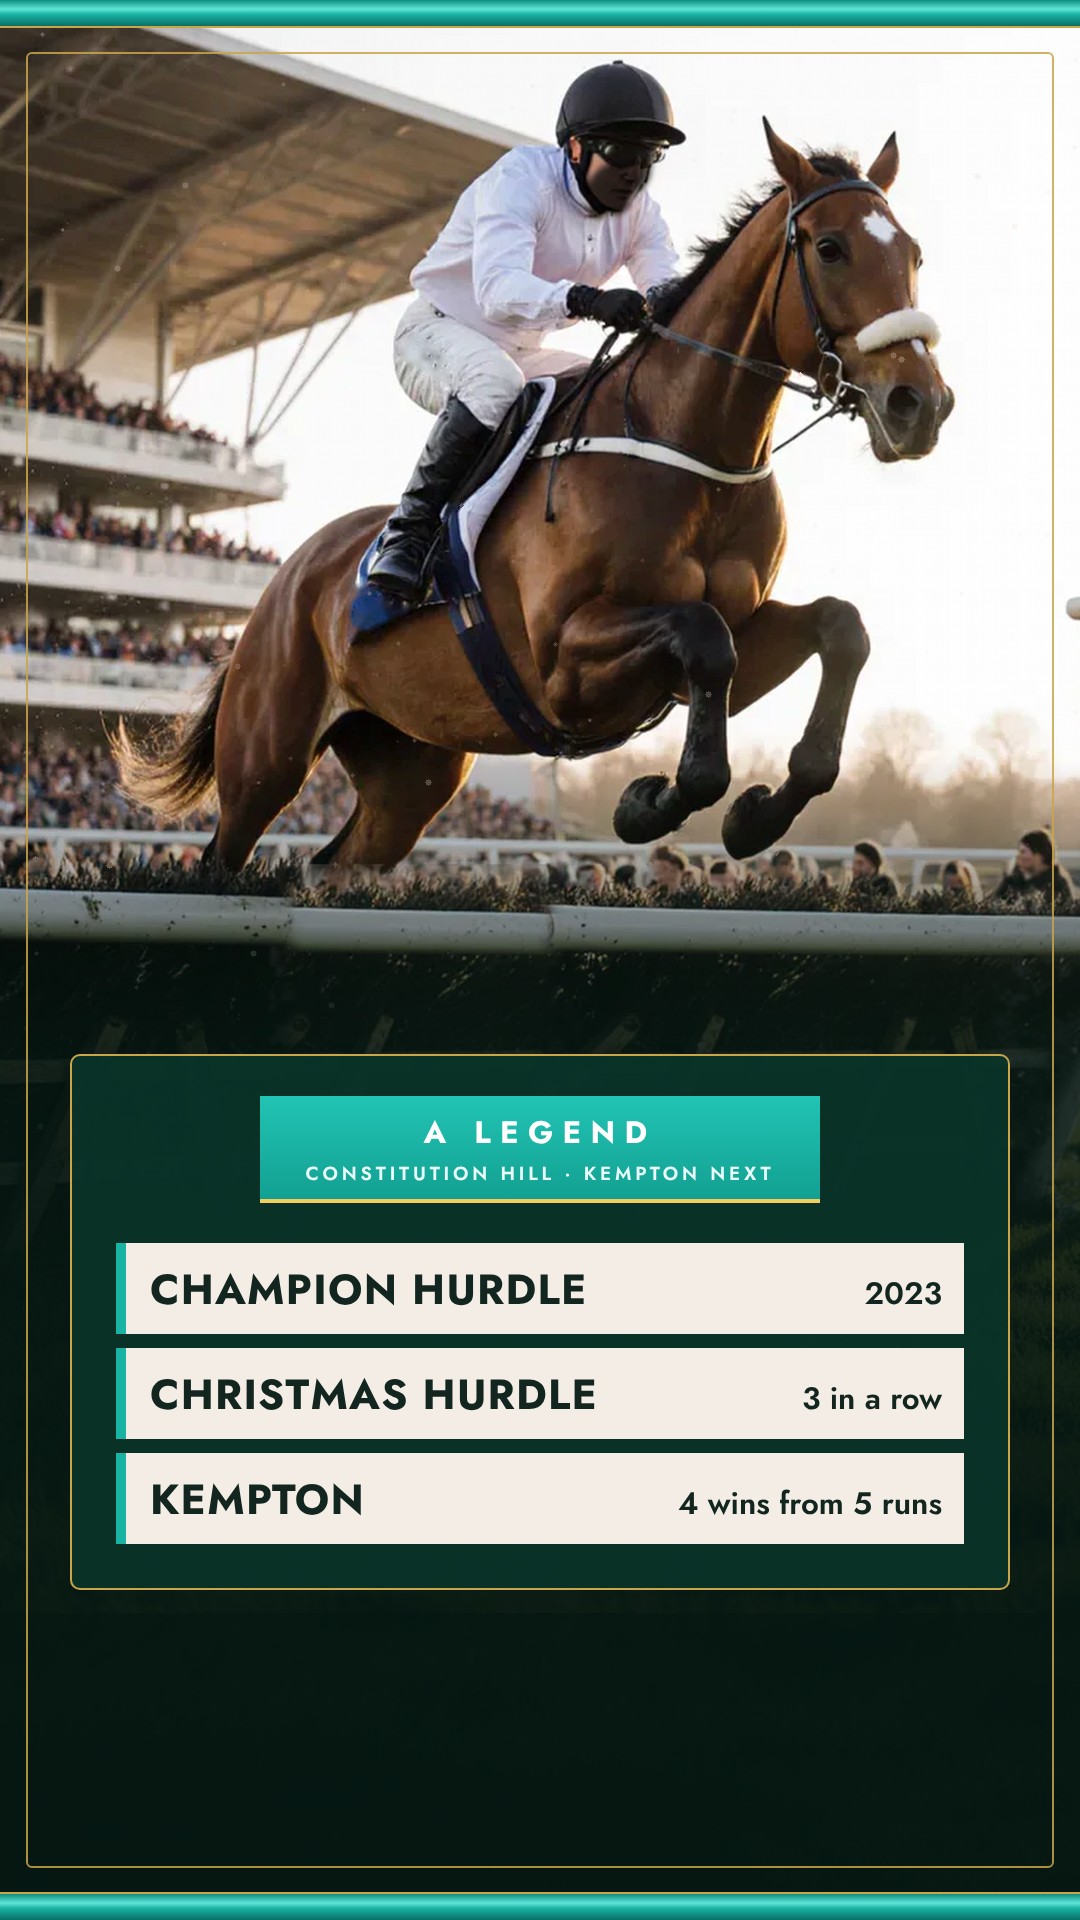 A LEGEND
CONSTITUTION HILL · KEMPTON NEXT
CHAMPION HURDLE 2023
CHRISTMAS HURDLE 3 in a row
KEMPTON 4 wins from 5 runs